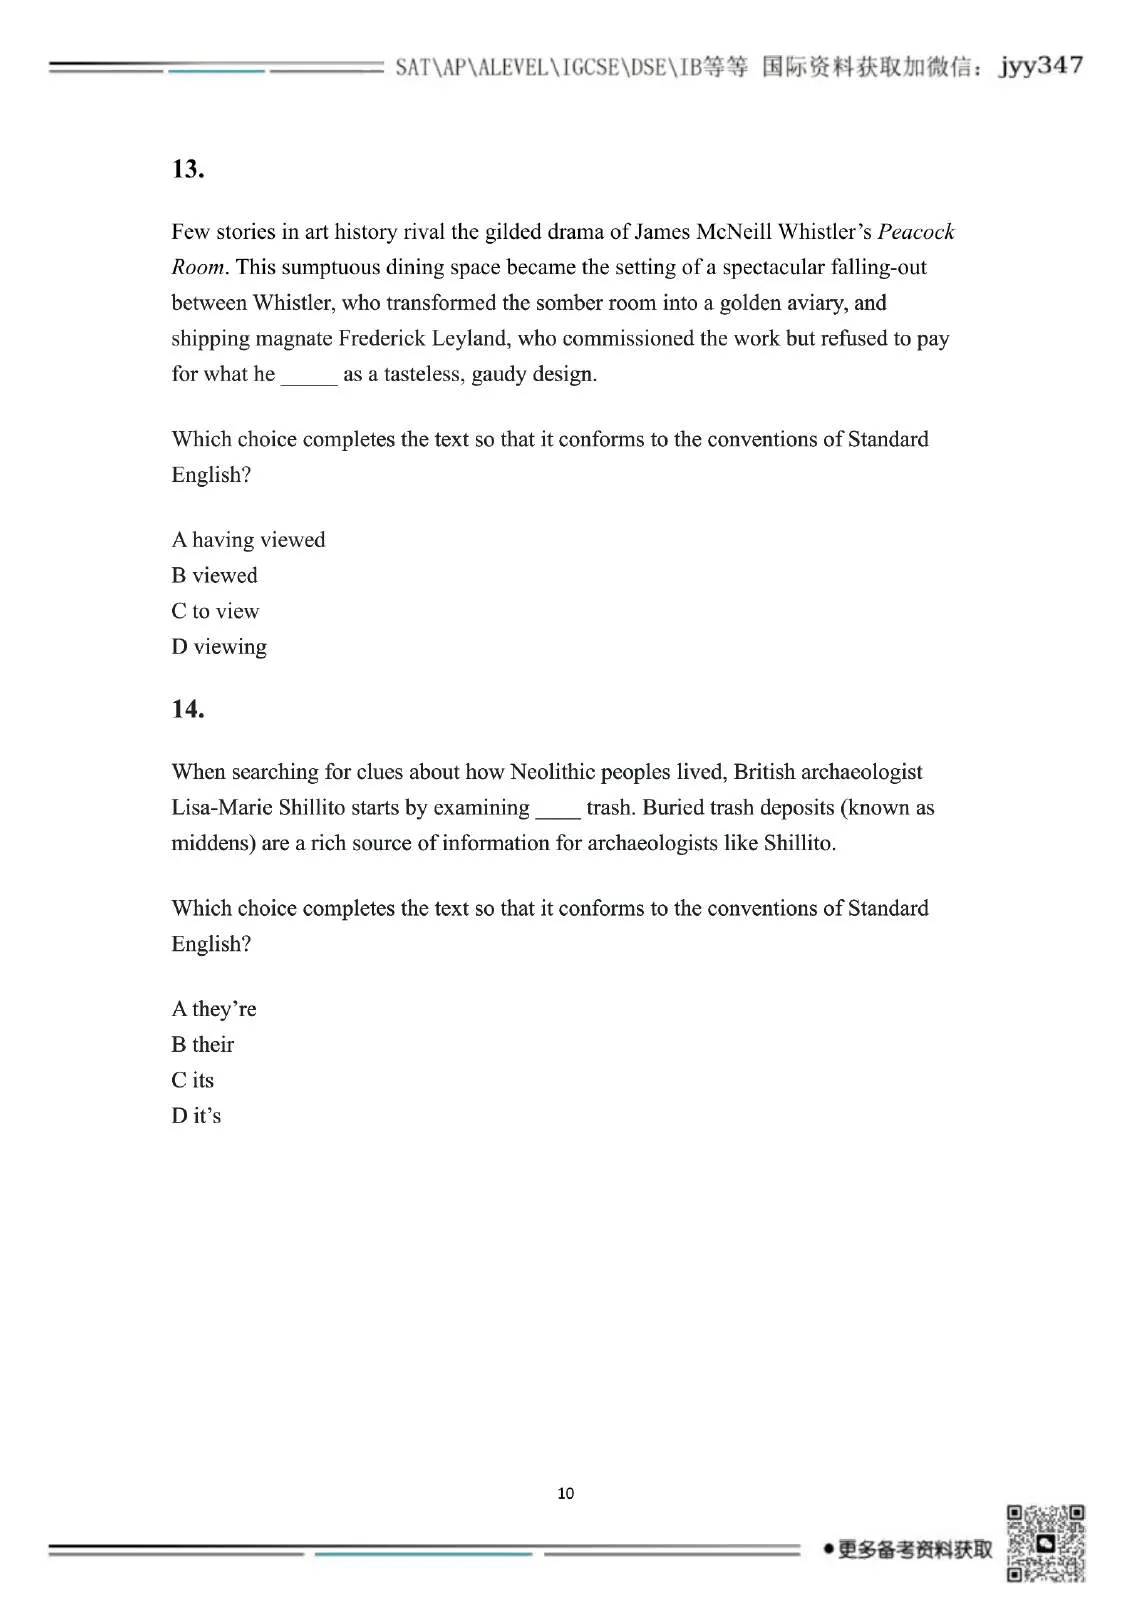 SAT\AP\ALEVEL\IGCSE\DSE\IB等等 国际资料获取加微信：jyy347
13.
Few stories in art history rival the gilded drama of James McNeill Whistler’s Peacock
Room. This sumptuous dining space became the setting of a spectacular falling-out
between Whistler, who transformed the somber room into a golden aviary, and
shipping magnate Frederick Leyland, who commissioned the work but refused to pay
for what he _____ as a tasteless, gaudy design.
Which choice completes the text so that it conforms to the conventions of Standard
English?
A having viewed
B viewed
C to view
D viewing
14.
When searching for clues about how Neolithic peoples lived, British archaeologist
Lisa-Marie Shillito starts by examining ____ trash. Buried trash deposits (known as
middens) are a rich source of information for archaeologists like Shillito.
Which choice completes the text so that it conforms to the conventions of Standard
English?
A they’re
B their
C its
D it’s
10
●更多备考资料获取